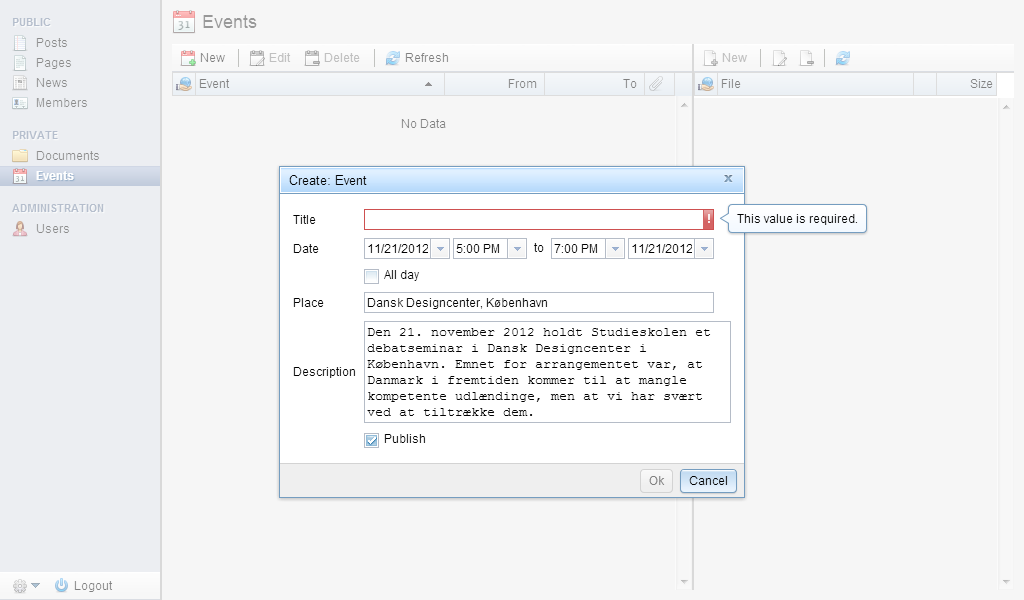 PUBLIC
Posts
Pages
News
Members
PRIVATE
Documents
31 Events
ADMINISTRATION
Users
Logout
31 Events
New Edit Delete Refresh
Event From To
No Data
New
File Size
Create: Event x
Title ! This value is required.
Date 11/21/2012 5:00 PM to 7:00 PM 11/21/2012
All day
Place Dansk Designcenter, København
Description
Den 21. november 2012 holdt Studieskolen et
debatseminar i Dansk Designcenter i
København. Emnet for arrangementet var, at
Danmark i fremtiden kommer til at mangle
kompetente udlændinge, men at vi har svært
ved at tiltrække dem.
Publish
Ok Cancel